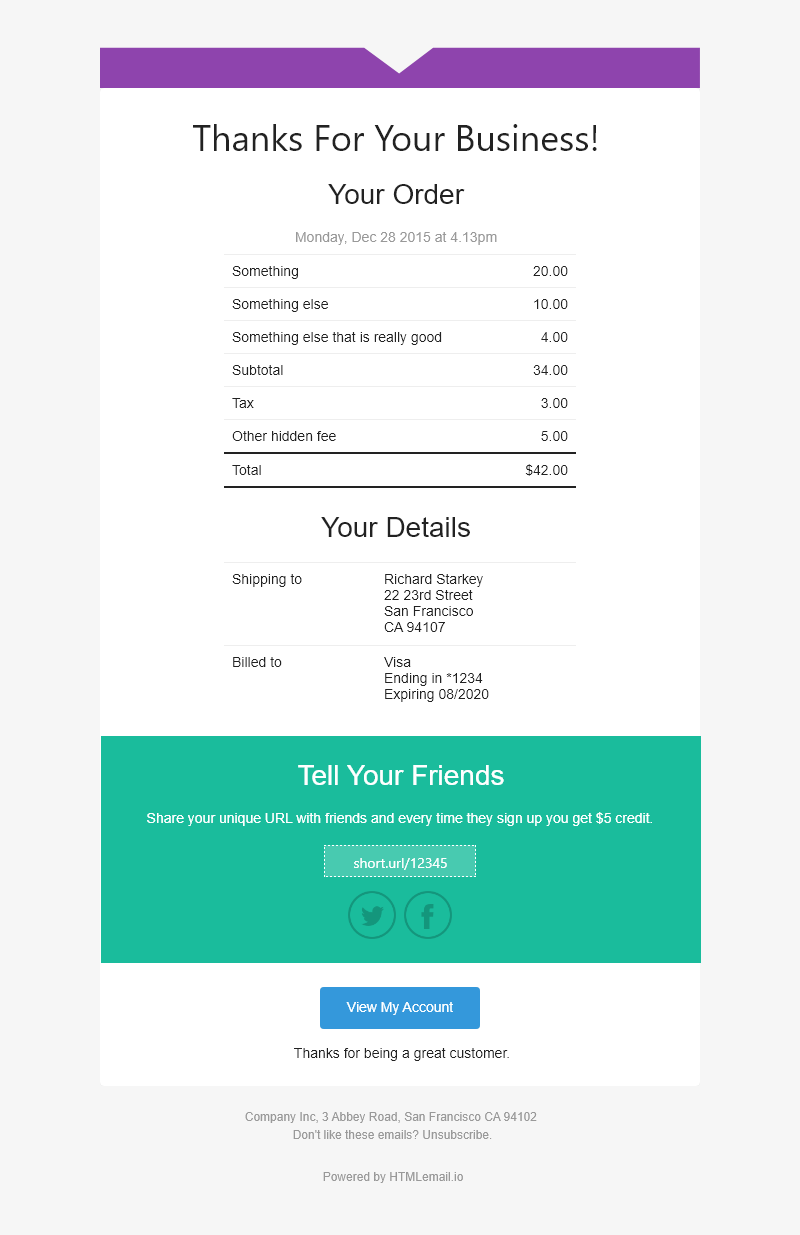 Thanks For Your Business!
Your Order
Monday, Dec 28 2015 at 4.13pm
Something 20.00
Something else 10.00
Something else that is really good 4.00
Subtotal 34.00
Tax 3.00
Other hidden fee 5.00
Total $42.00
Your Details
Shipping to Richard Starkey
22 23rd Street
San Francisco
CA 94107
Billed to Visa
Ending in *1234
Expiring 08/2020
Tell Your Friends
Share your unique URL with friends and every time they sign up you get $5 credit.
short.url/12345
View My Account
Thanks for being a great customer.
Company Inc, 3 Abbey Road, San Francisco CA 94102
Don't like these emails? Unsubscribe.
Powered by HTMLemail.io